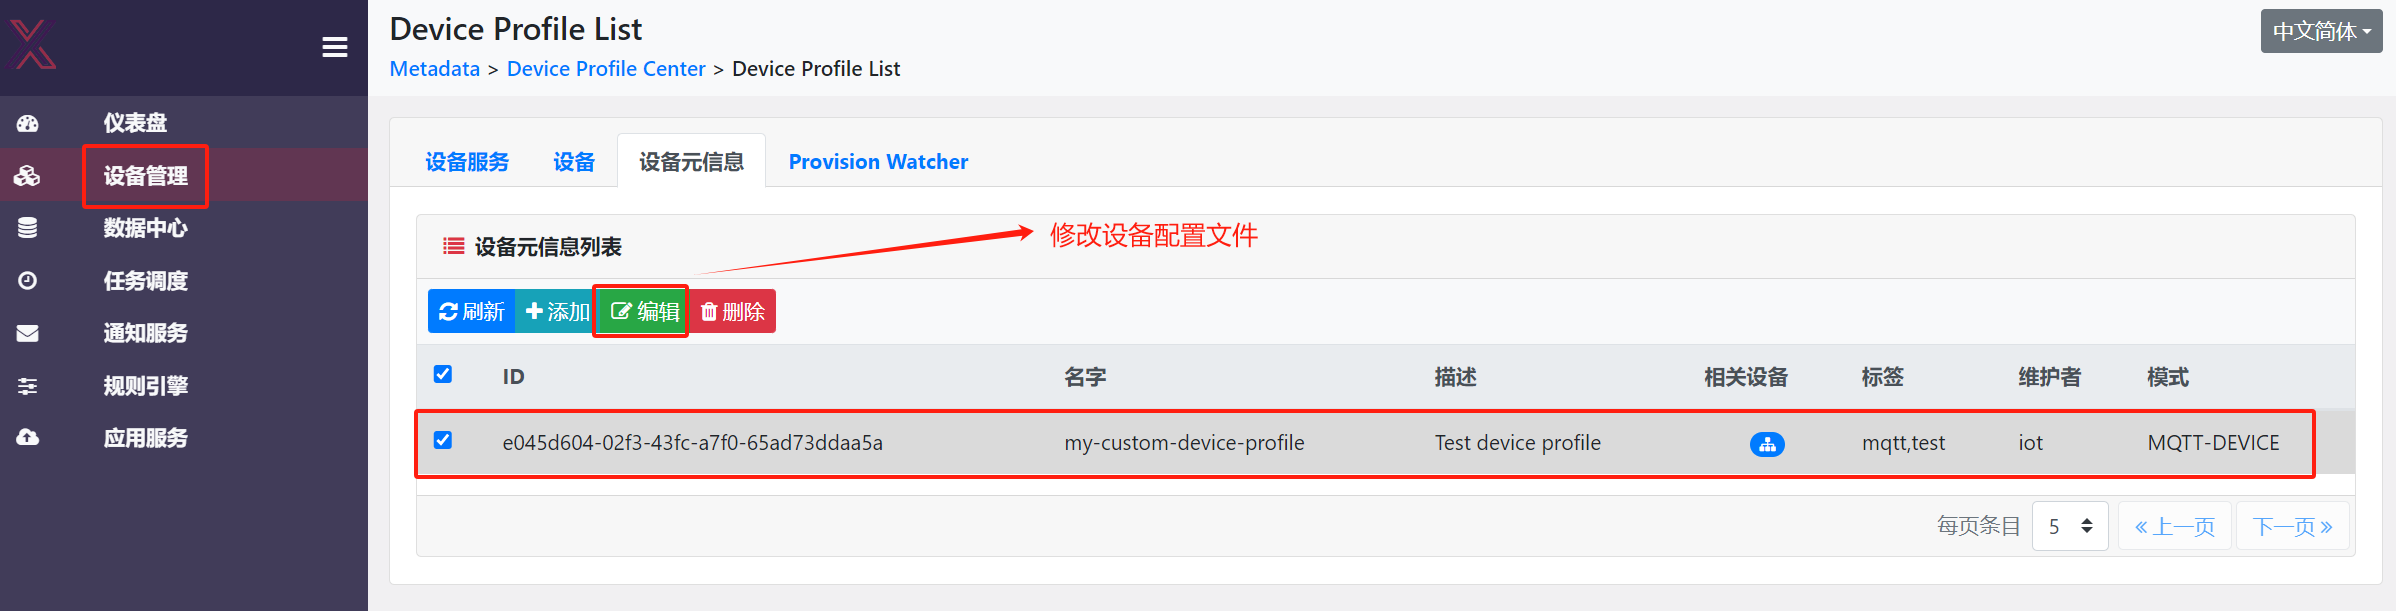 Device Profile List
中文简体
Metadata > Device Profile Center > Device Profile List
仪表盘
设备管理
数据中心
任务调度
通知服务
规则引擎
应用服务
设备服务 设备 设备元信息 Provision Watcher
设备元信息列表
修改设备配置文件
刷新 添加 编辑 删除
ID 名字 描述 相关设备 标签 维护者 模式
e045d604-02f3-43fc-a7f0-65ad73ddaa5a my-custom-device-profile Test device profile mqtt,test iot MQTT-DEVICE
每页条目 5 « 上一页 下一页 »